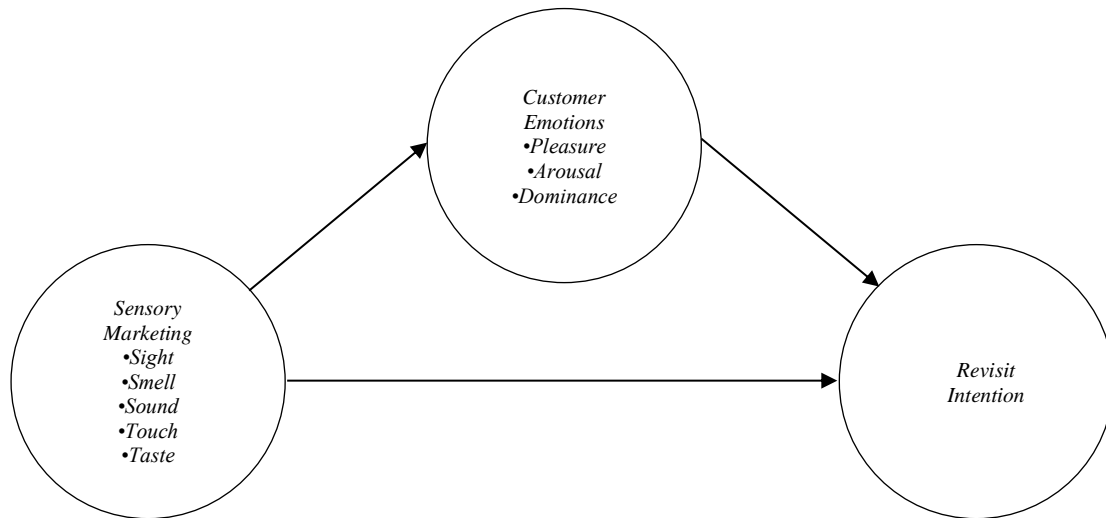 Customer
Emotions
•Pleasure
•Arousal
•Dominance
Sensory
Marketing
•Sight
•Smell
•Sound
•Touch
•Taste
Revisit
Intention